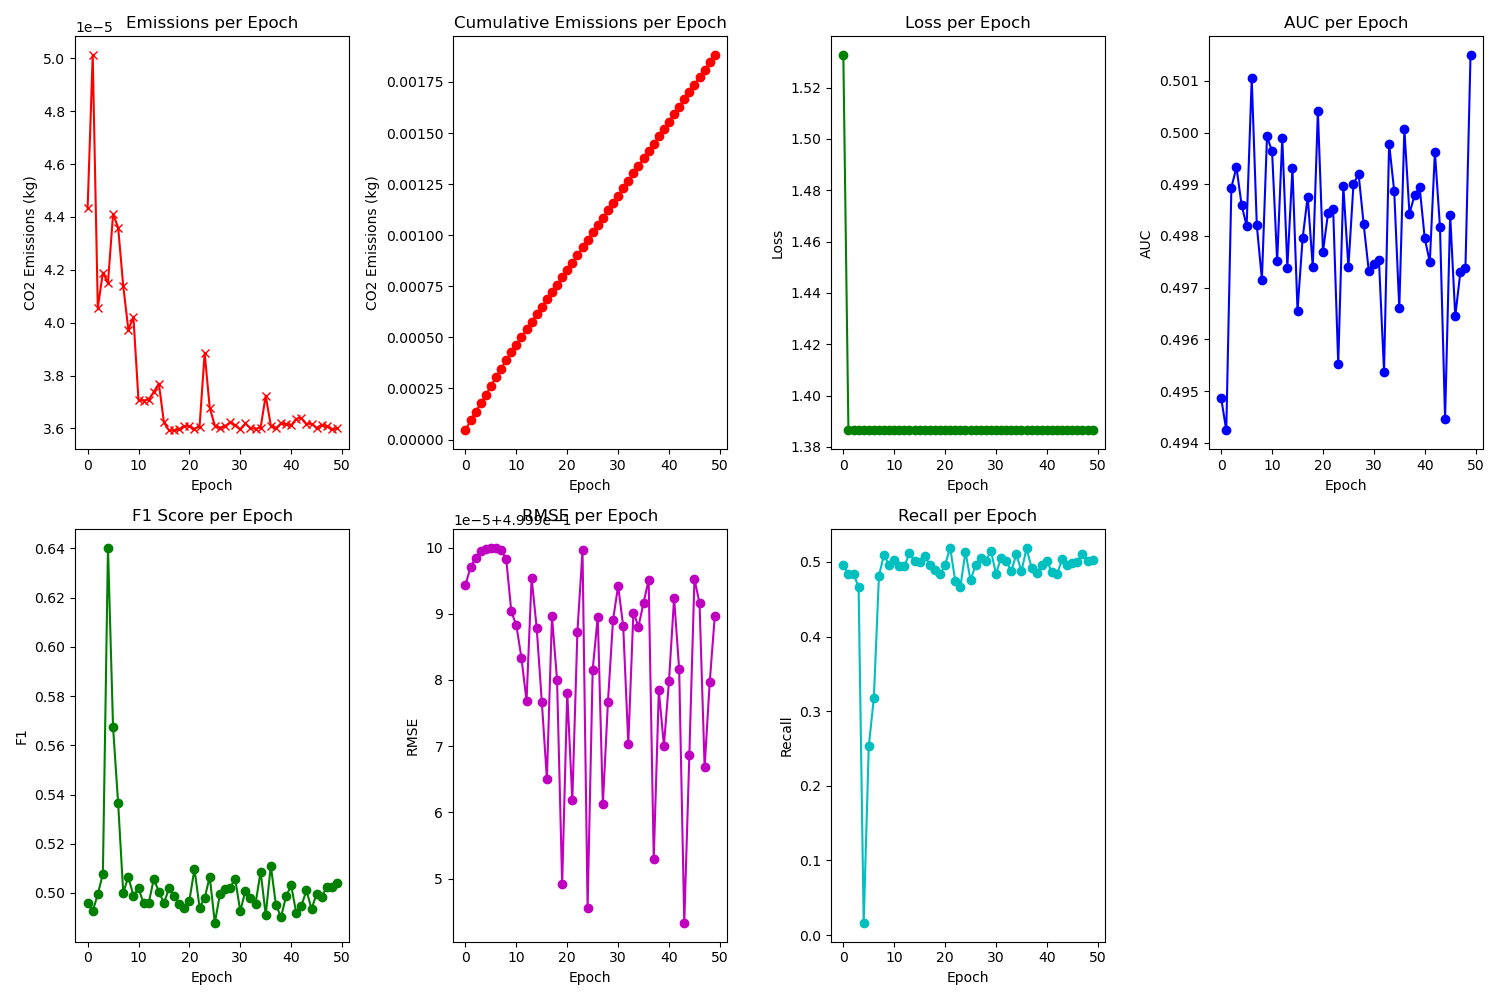 Emissions per Epoch
1e−5
5.0
4.8
4.6
4.4
4.2
4.0
3.8
3.6
CO2 Emissions (kg)
0 10 20 30 40 50
Epoch
Cumulative Emissions per Epoch
0.00175
0.00150
0.00125
0.00100
0.00075
0.00050
0.00025
0.00000
CO2 Emissions (kg)
0 10 20 30 40 50
Epoch
Loss per Epoch
1.52
1.50
1.48
1.46
1.44
1.42
1.40
1.38
Loss
0 10 20 30 40 50
Epoch
AUC per Epoch
0.501
0.500
0.499
0.498
0.497
0.496
0.495
0.494
AUC
0 10 20 30 40 50
Epoch
F1 Score per Epoch
0.64
0.62
0.60
0.58
0.56
0.54
0.52
0.50
F1
0 10 20 30 40 50
Epoch
RMSE per Epoch
1e−5+4.999e−1
10
9
8
7
6
5
RMSE
0 10 20 30 40 50
Epoch
Recall per Epoch
0.5
0.4
0.3
0.2
0.1
0.0
Recall
0 10 20 30 40 50
Epoch